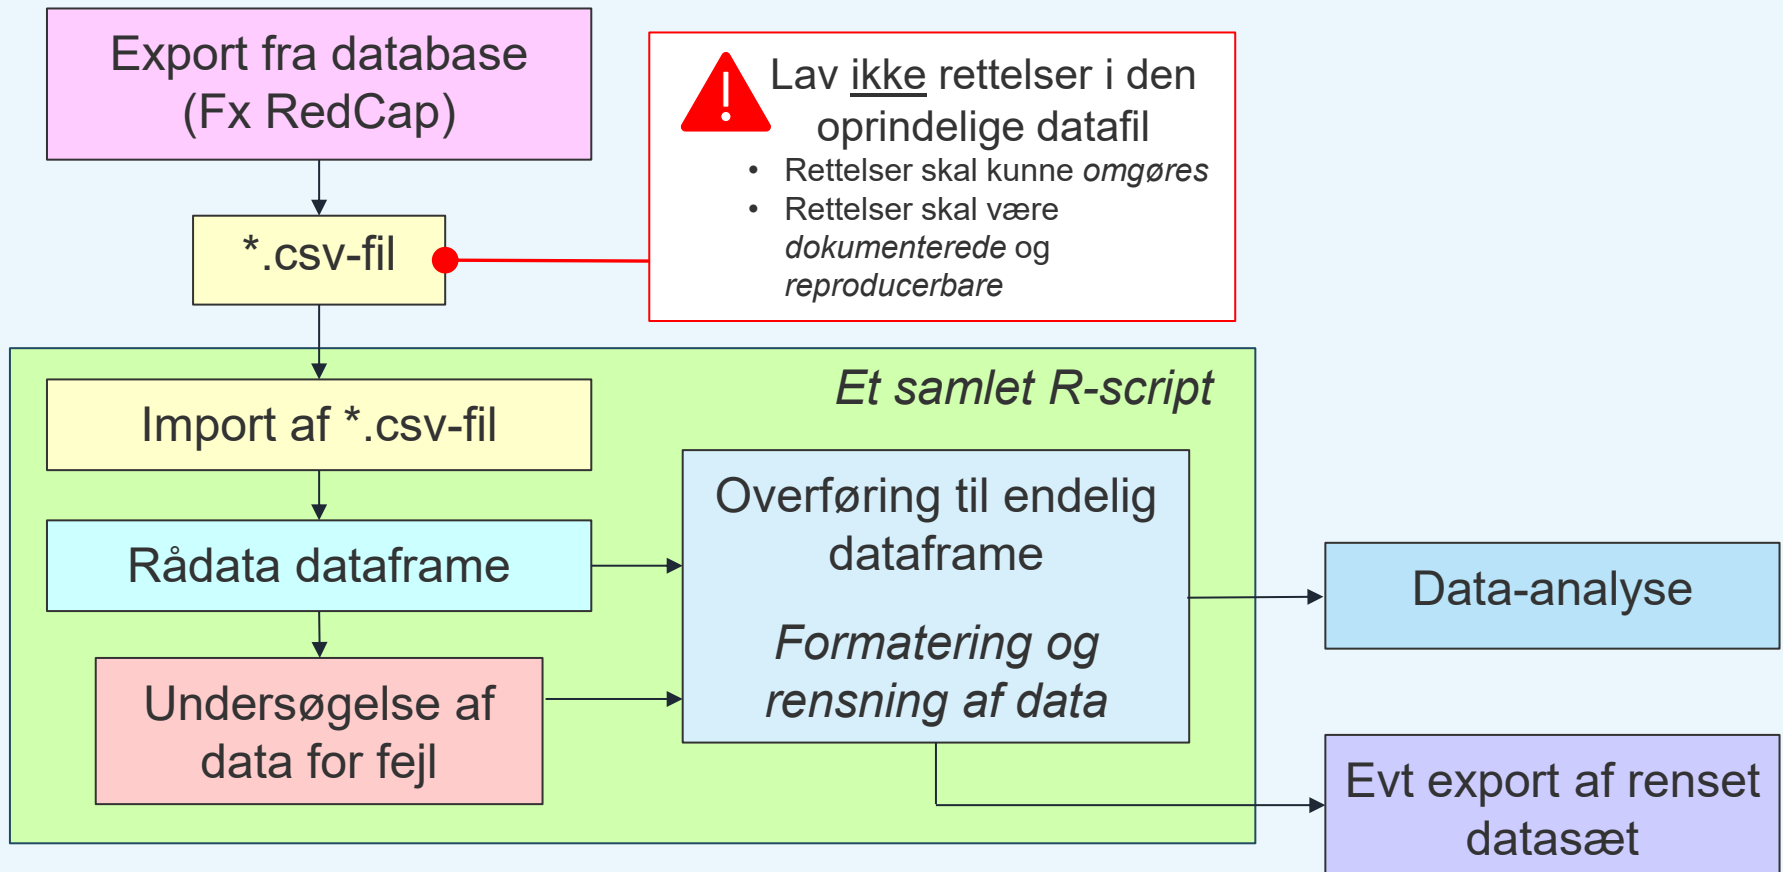 Export fra database
(Fx RedCap)
Lav ikke rettelser i den
oprindelige datafil
• Rettelser skal kunne omgøres
• Rettelser skal være
dokumenterede og
reproducerbare
*.csv-fil
Et samlet R-script
Import af *.csv-fil
Rådata dataframe
Undersøgelse af
data for fejl
Overføring til endelig
dataframe
Formatering og
rensning af data
Data-analyse
Evt export af renset
datasæt